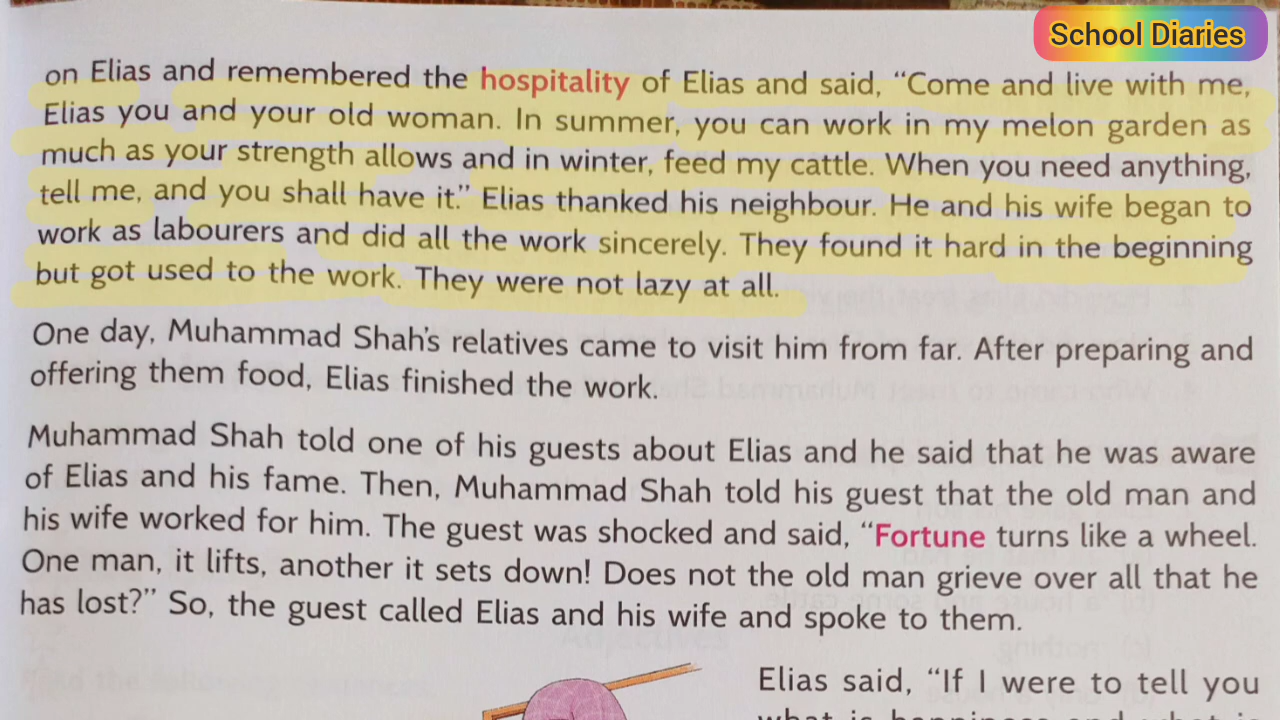 School Diaries
on Elias and remembered the hospitality of Elias and said, “Come and live with me,
Elias you and your old woman. In summer, you can work in my melon garden as
much as your strength allows and in winter, feed my cattle. When you need anything,
tell me, and you shall have it.” Elias thanked his neighbour. He and his wife began to
work as labourers and did all the work sincerely. They found it hard in the beginning
but got used to the work. They were not lazy at all.
One day, Muhammad Shah’s relatives came to visit him from far. After preparing and
offering them food, Elias finished the work.
Muhammad Shah told one of his guests about Elias and he said that he was aware
of Elias and his fame. Then, Muhammad Shah told his guest that the old man and
his wife worked for him. The guest was shocked and said, “Fortune turns like a wheel.
One man, it lifts, another it sets down! Does not the old man grieve over all that he
has lost?” So, the guest called Elias and his wife and spoke to them.
Elias said, “If I were to tell you